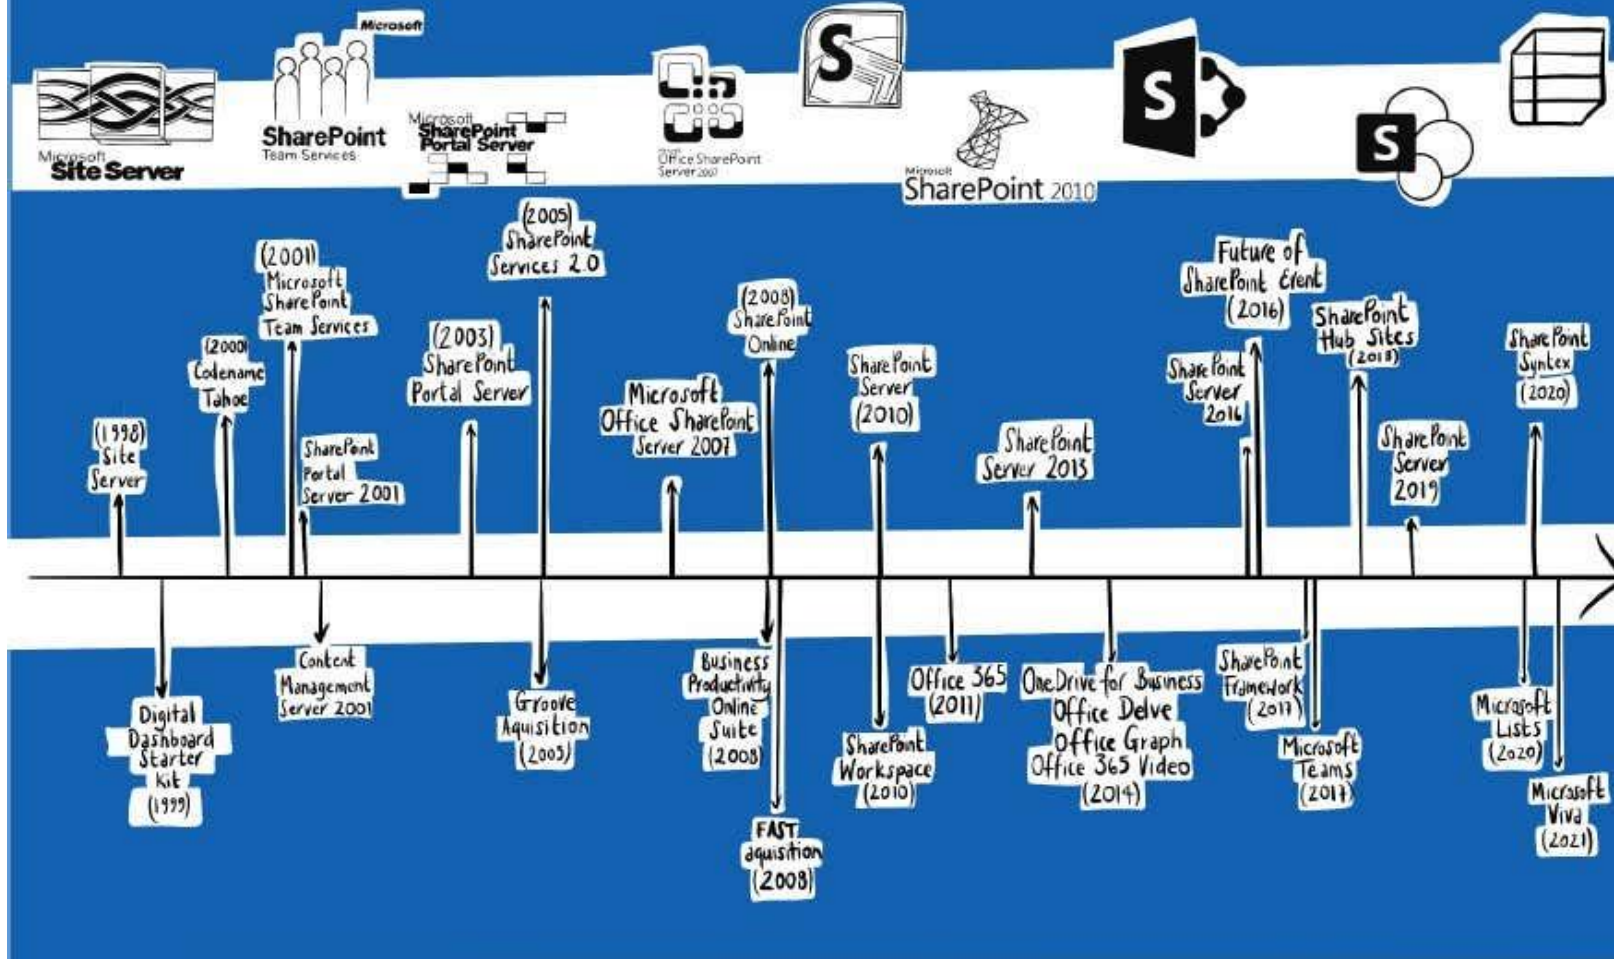 Microsoft
Site Server
Microsoft
SharePoint
Team Services
Microsoft
SharePoint
Portal Server
Office SharePoint
Server 2007
S
Microsoft
SharePoint 2010
S
S
(1998)
Site
Server
(2000)
Codename
Tahoe
(2001)
Microsoft
SharePoint
Team Services
SharePoint
Portal
Server 2001
(2003)
SharePoint
Portal Server
(2005)
SharePoint
Services 2.0
Microsoft
Office SharePoint
Server 2007
(2008)
SharePoint
Online
SharePoint
Server
(2010)
SharePoint
Server 2013
SharePoint
Server
2016
Future of
SharePoint Event
(2016)
SharePoint
Hub Sites
(2018)
SharePoint
Server
2019
SharePoint
Syntex
(2020)
Digital
Dashboard
Starter
Kit
(1999)
Content
Management
Server 2001
Groove
Aquisition
(2005)
Business
Productivity
Online
Suite
(2008)
FAST
aquisition
(2008)
SharePoint
Workspace
(2010)
Office 365
(2011)
OneDrive for Business
Office Delve
Office Graph
Office 365 Video
(2014)
SharePoint
Framework
(2017)
Microsoft
Teams
(2017)
Microsoft
Lists
(2020)
Microsoft
Viva
(2021)